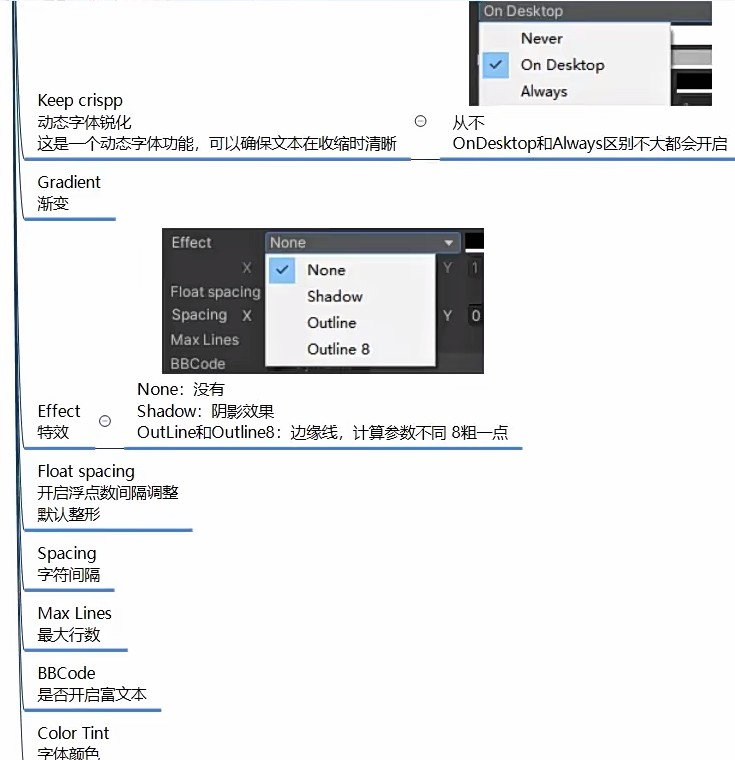 On Desktop
Never
On Desktop
Always
Keep crispp
动态字体锐化
这是一个动态字体功能，可以确保文本在收缩时清晰
从不
OnDesktop和Always区别不大都会开启
Gradient
渐变
Effect None
None
X Y 1
Shadow
Float spacing
Outline
Spacing X Y 0
Max Lines
Outline 8
BBCode
None：没有
Shadow：阴影效果
OutLine和Outline8：边缘线，计算参数不同 8粗一点
Effect
特效
Float spacing
开启浮点数间隔调整
默认整形
Spacing
字符间隔
Max Lines
最大行数
BBCode
是否开启富文本
Color Tint
字体颜色